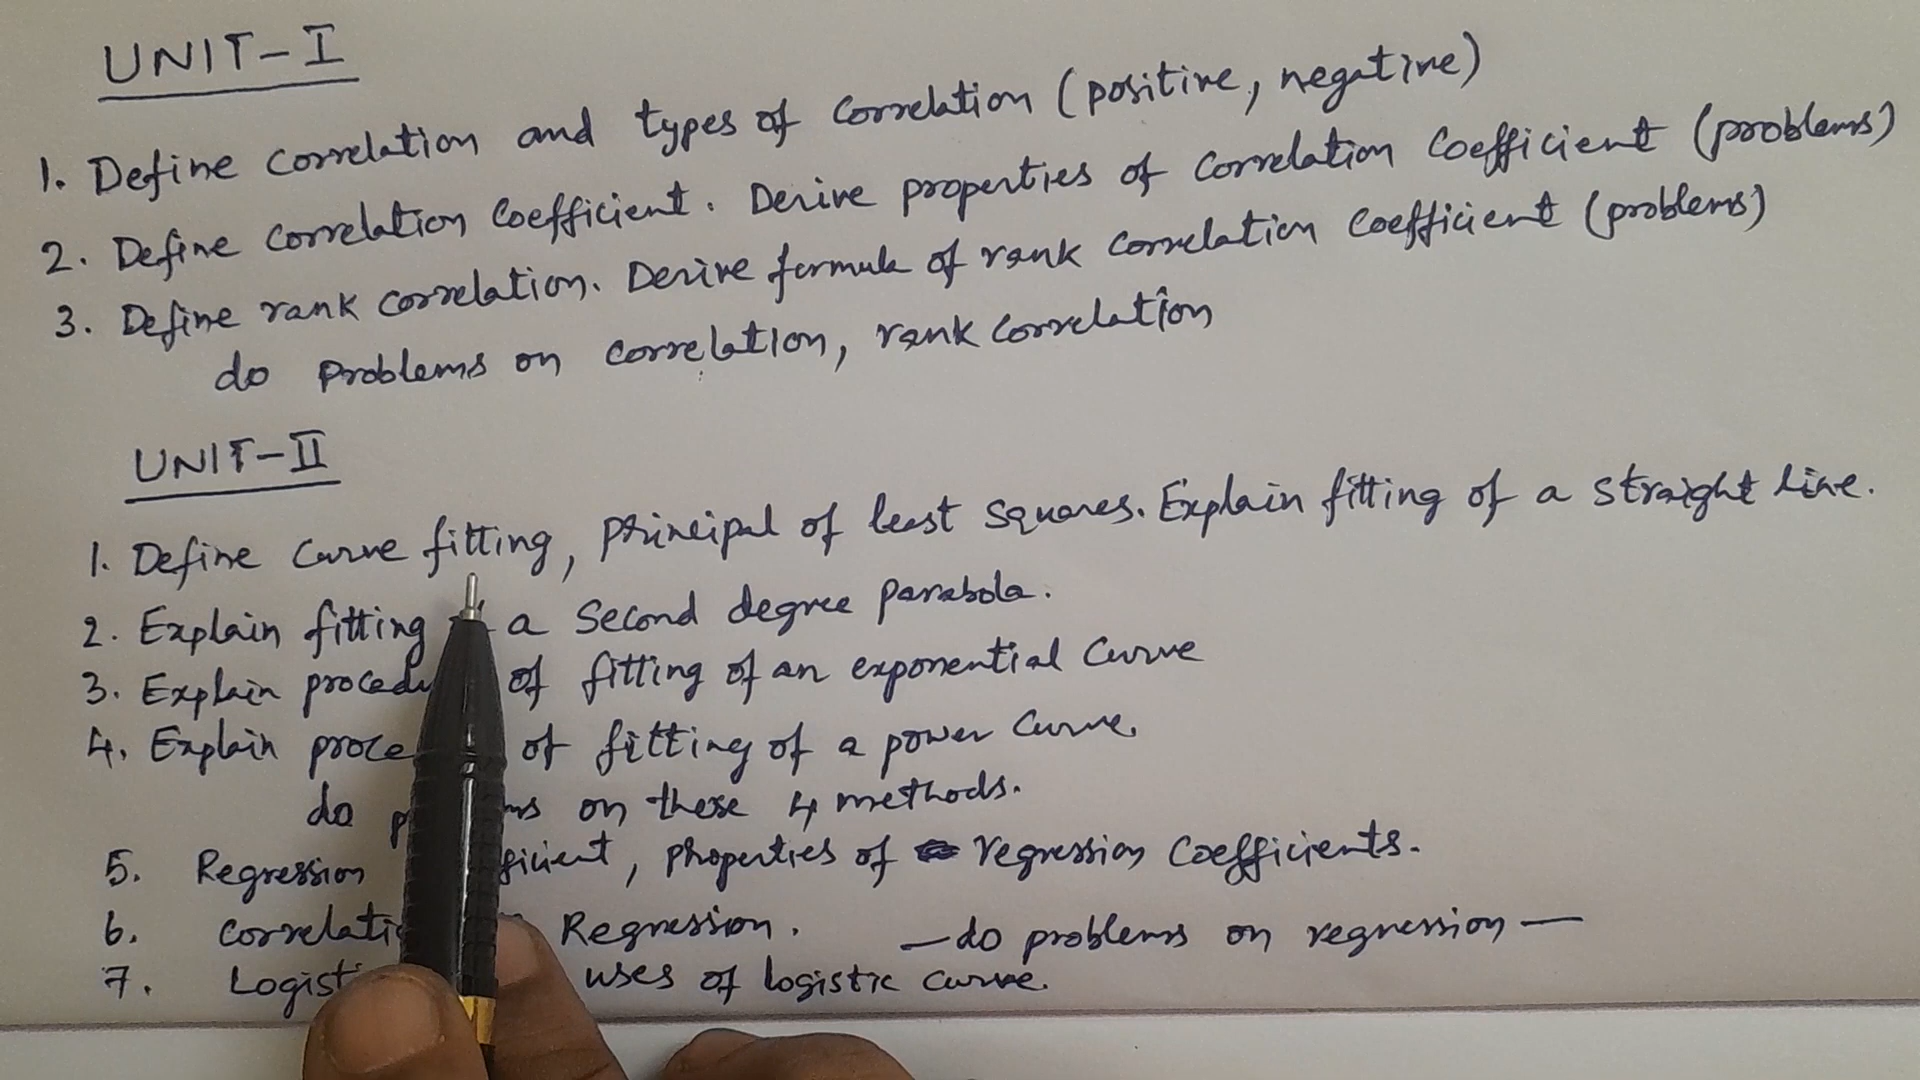 UNIT-I
1. Define correlation and types of correlation (positive, negative)
2. Define correlation coefficient. Derive properties of correlation coefficient (problems)
3. Define rank correlation. Derive formula of rank correlation coefficient (problems)
do problems on correlation, rank correlation
UNIT-II
1. Define curve fitting, principal of least squares. Explain fitting of a straight line.
2. Explain fitting a second degree parabola.
3. Explain of fitting of an exponential curve
4. Explain of fitting of a power curve.
do on these 4 methods.
5. Regression , properties of regression coefficients.
6. Regression. — do problems on regression —
7. uses of logistic curve.